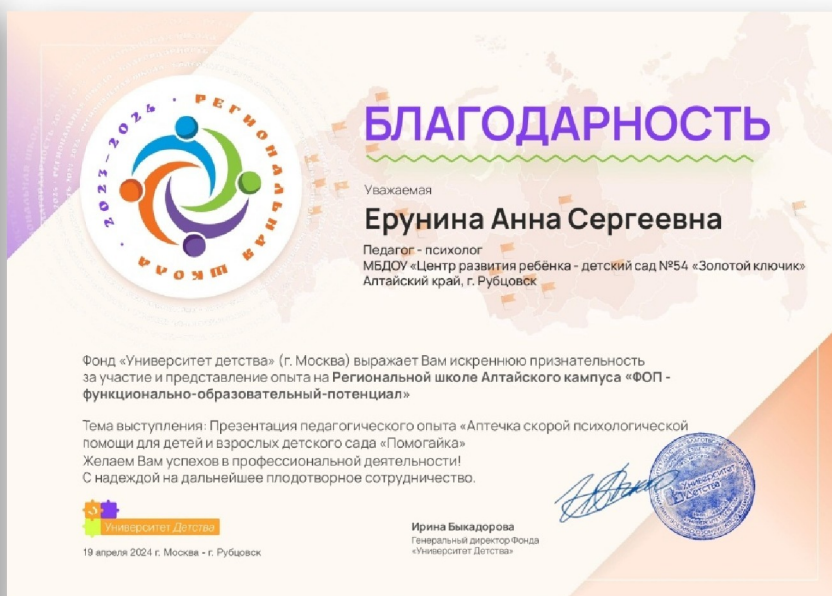 2023-2024 · РЕГИОНАЛЬНАЯ ШКОЛА ·
БЛАГОДАРНОСТЬ
Уважаемая
Ерунина Анна Сергеевна
Педагог - психолог
МБДОУ «Центр развития ребёнка - детский сад №54 «Золотой ключик»
Алтайский край, г. Рубцовск
Фонд «Университет детства» (г. Москва) выражает Вам искреннюю признательность
за участие и представление опыта на Региональной школе Алтайского кампуса «ФОП -
функционально-образовательный-потенциал»
Тема выступления: Презентация педагогического опыта «Аптечка скорой психологической
помощи для детей и взрослых детского сада «Помогайка»
Желаем Вам успехов в профессиональной деятельности!
С надеждой на дальнейшее плодотворное сотрудничество.
Университет Детства
Университет Детства
Ирина Быкадорова
Генеральный директор Фонда
«Университет Детства»
19 апреля 2024 г. Москва - г. Рубцовск